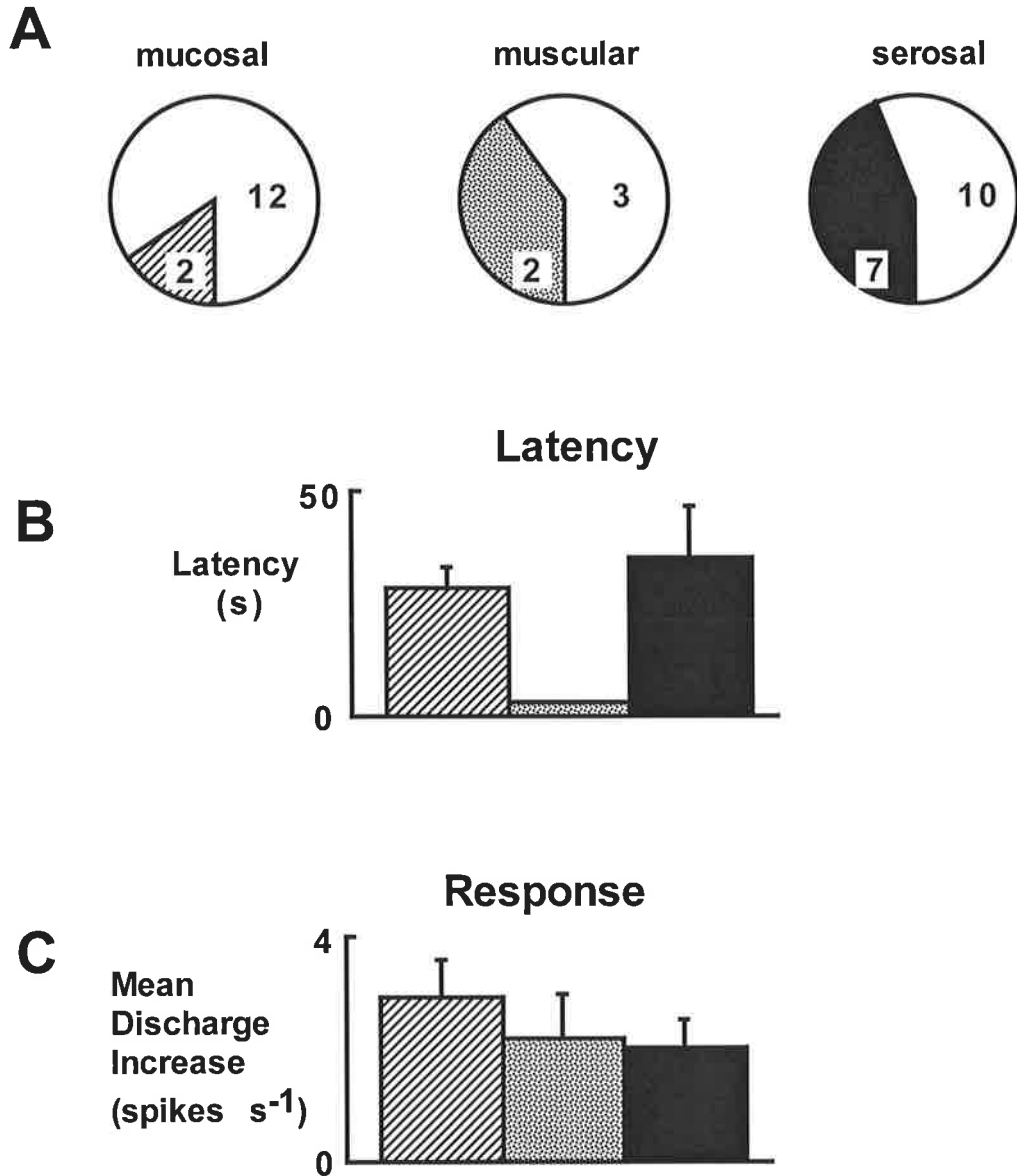 A
mucosal muscular serosal
12 3 10
2 2 7
Latency
B
50
Latency
(s)
0
Response
C
4
Mean
Discharge
Increase
(spikes s-1)
0